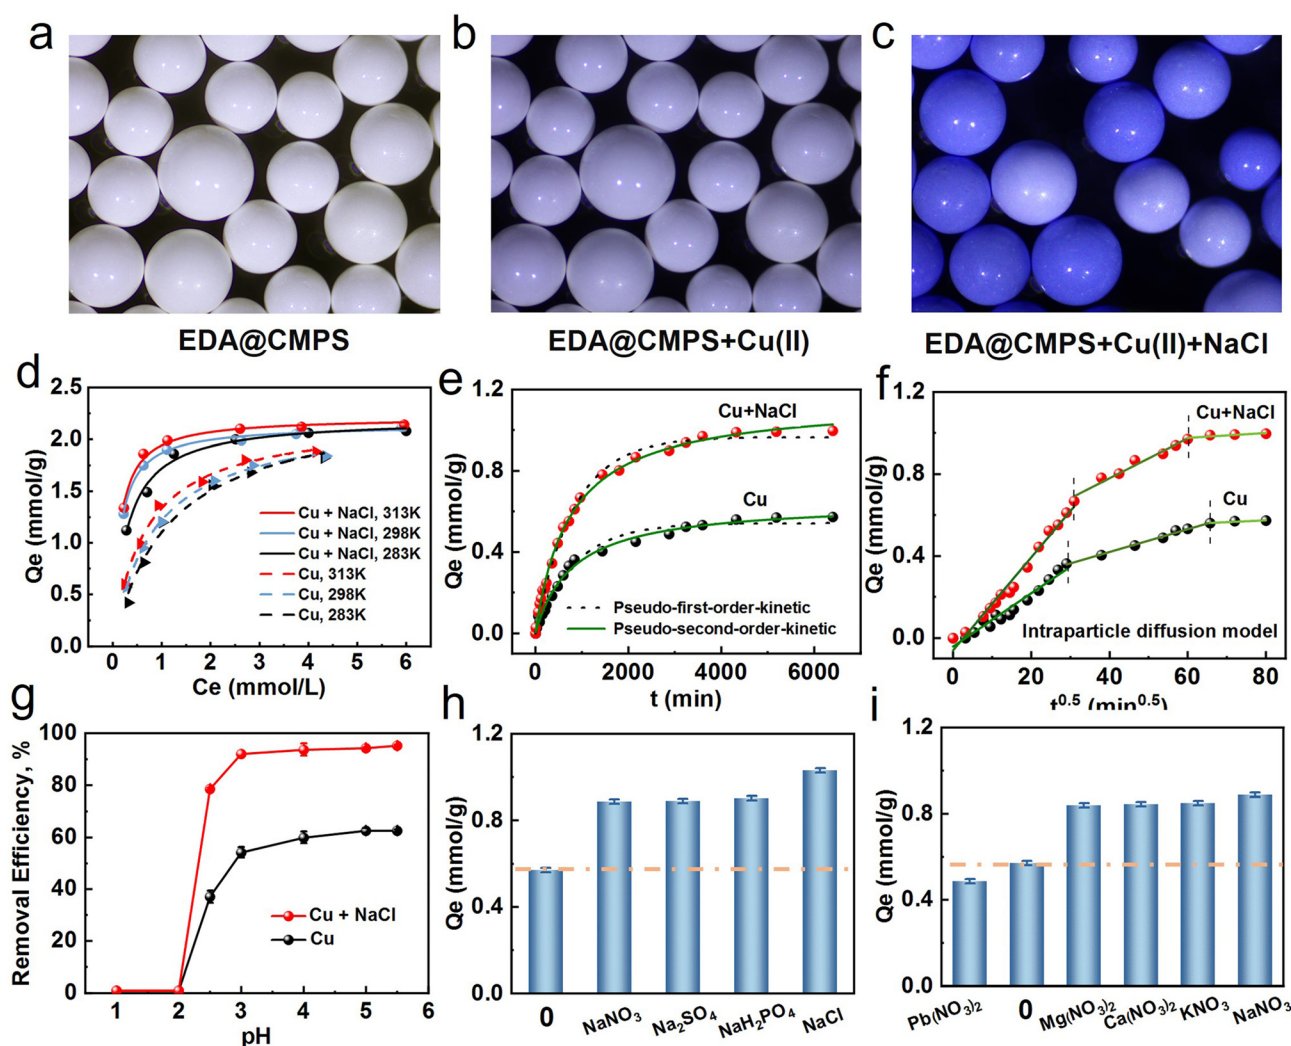 a
b
c
EDA@CMPS
EDA@CMPS+Cu(II)
EDA@CMPS+Cu(II)+NaCl
d
Qe (mmol/g)
2.5
2.0
1.5
1.0
0.5
0.0
Cu + NaCl, 313K
Cu + NaCl, 298K
Cu + NaCl, 283K
Cu, 313K
Cu, 298K
Cu, 283K
0 1 2 3 4 5 6
Ce (mmol/L)
e
Qe (mmol/g)
1.2
0.8
0.4
0.0
Cu+NaCl
Cu
Pseudo-first-order-kinetic
Pseudo-second-order-kinetic
0 2000 4000 6000
t (min)
f
Qe (mmol/g)
1.2
0.8
0.4
0.0
Cu+NaCl
Cu
Intraparticle diffusion model
0 20 40 60 80
t^0.5 (min^0.5)
g
Removal Efficiency, %
100
80
60
40
20
0
Cu + NaCl
Cu
1 2 3 4 5 6
pH
h
Qe (mmol/g)
1.2
0.8
0.4
0.0
0 NaNO3 Na2SO4 NaH2PO4 NaCl
i
Qe (mmol/g)
1.2
0.8
0.4
0.0
Pb(NO3)2 0 Mg(NO3)2 Ca(NO3)2 KNO3 NaNO3